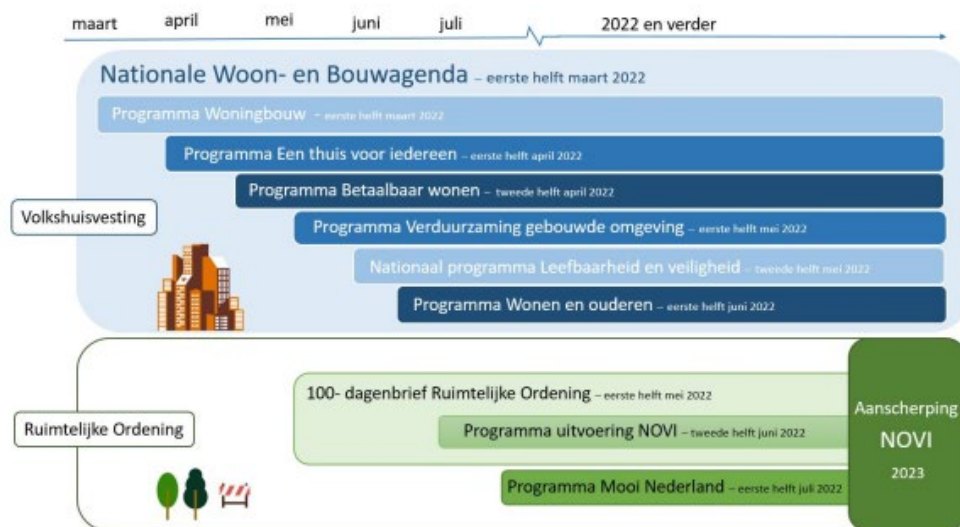 maart april mei juni juli 2022 en verder
Nationale Woon- en Bouwagenda – eerste helft maart 2022
Programma Woningbouw – eerste helft maart 2022
Programma Een thuis voor iedereen – eerste helft april 2022
Programma Betaalbaar wonen – tweede helft april 2022
Volkshuisvesting
Programma Verduurzaming gebouwde omgeving – eerste helft mei 2022
Nationaal programma Leefbaarheid en veiligheid – tweede helft mei 2022
Programma Wonen en ouderen – eerste helft juni 2022
100- dagenbrief Ruimtelijke Ordening – eerste helft mei 2022
Ruimtelijke Ordening
Programma uitvoering NOVI – tweede helft juni 2022
Programma Mooi Nederland – eerste helft juli 2022
Aanscherping
NOVI
2023